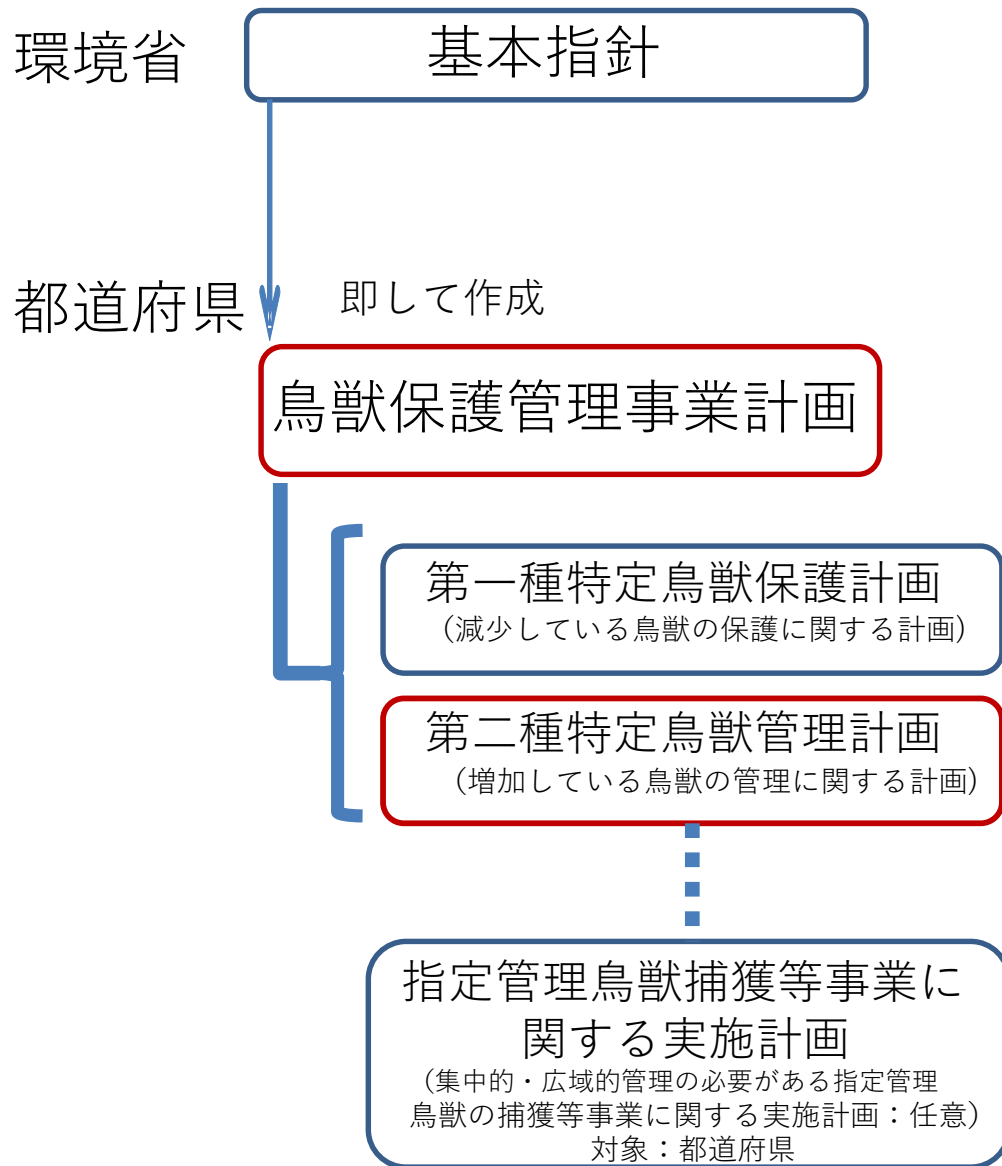 環境省
基本指針
都道府県
即して作成
鳥獣保護管理事業計画
第一種特定鳥獣保護計画
（減少している鳥獣の保護に関する計画)
第二種特定鳥獣管理計画
（増加している鳥獣の管理に関する計画)
指定管理鳥獣捕獲等事業に
関する実施計画
（集中的・広域的管理の必要がある指定管理
鳥獣の捕獲等事業に関する実施計画：任意）
対象：都道府県